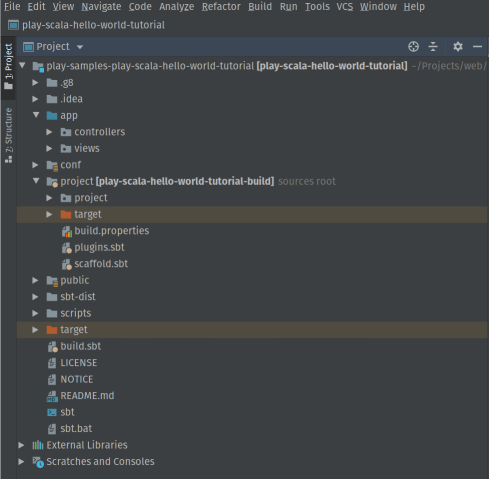 File Edit View Navigate Code Analyze Refactor Build Run Tools VCS Window Help
play-scala-hello-world-tutorial
Project
1: Project
2: Structure
play-samples-play-scala-hello-world-tutorial [play-scala-hello-world-tutorial] ~/Projects/web/
.g8
.idea
app
controllers
views
conf
project [play-scala-hello-world-tutorial-build] sources root
project
target
build.properties
plugins.sbt
scaffold.sbt
public
sbt-dist
scripts
target
build.sbt
LICENSE
NOTICE
README.md
sbt
sbt.bat
External Libraries
Scratches and Consoles